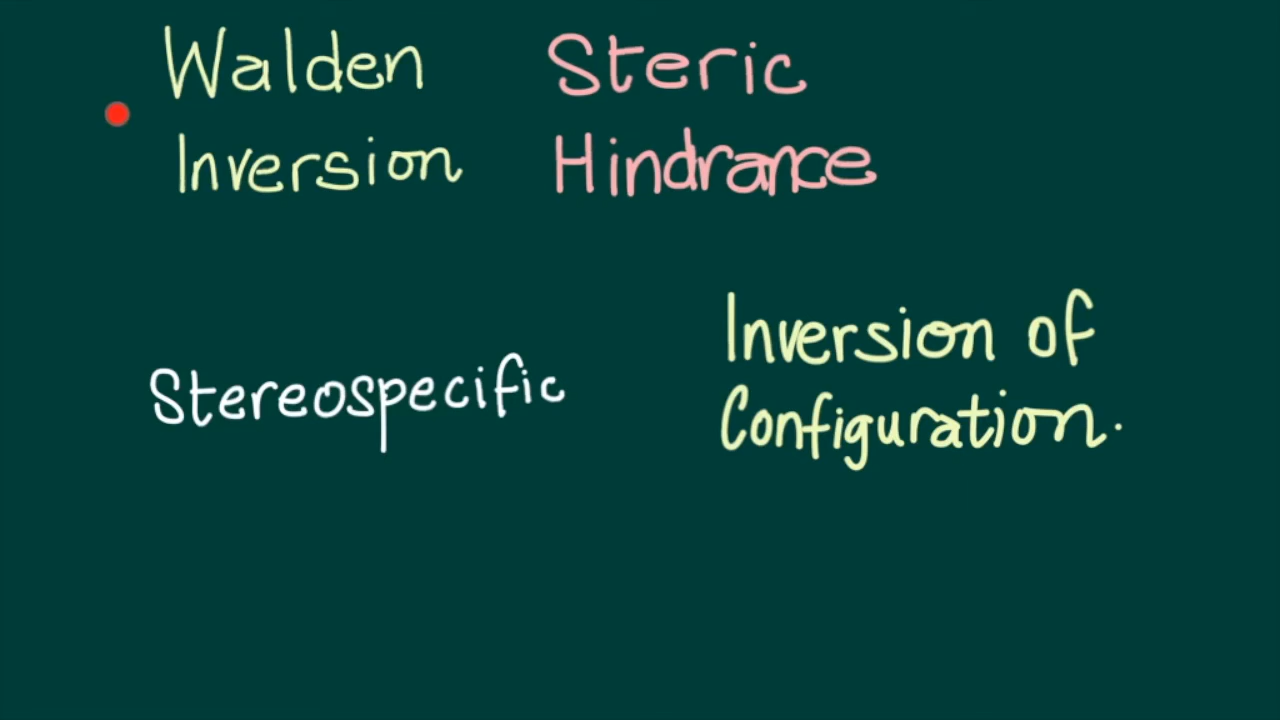 Walden
Inversion
Steric
Hindrance
Stereospecific
Inversion of
Configuration.